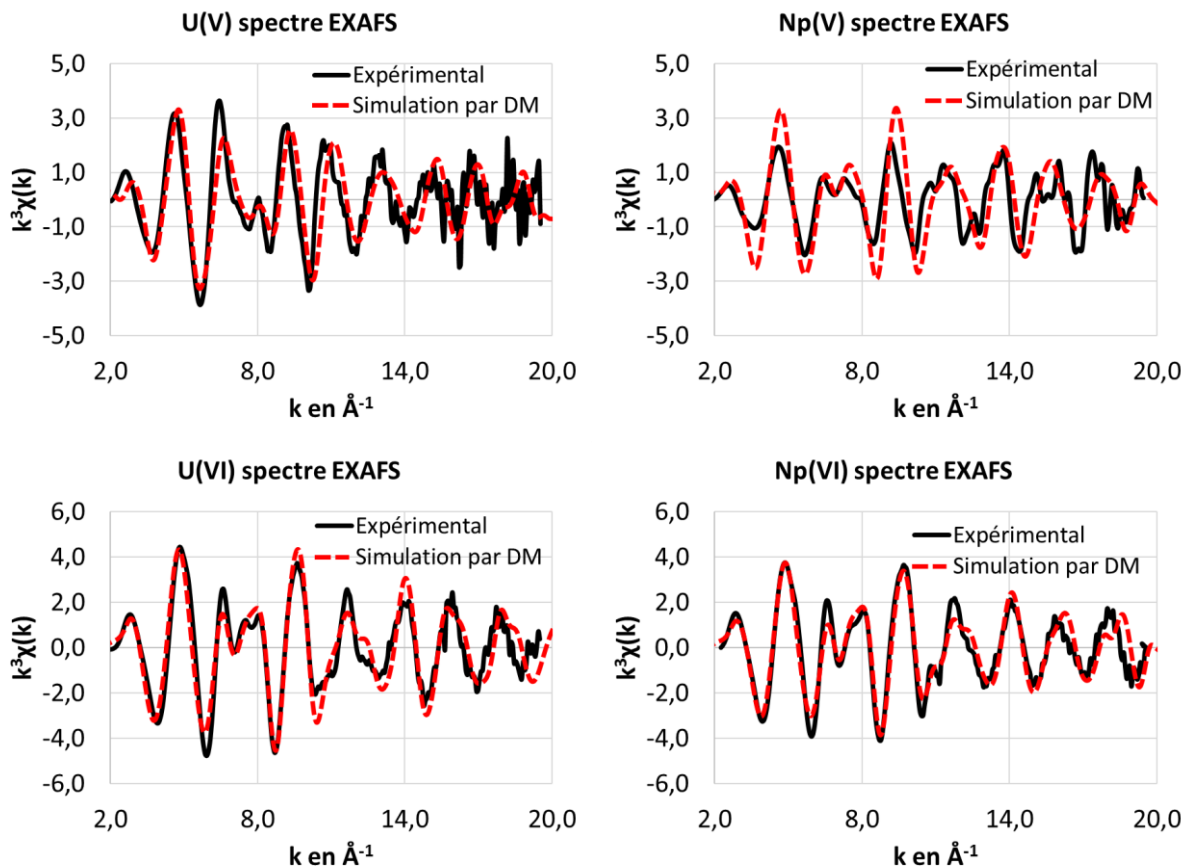 U(V) spectre EXAFS
5,0
3,0
1,0
-1,0
-3,0
-5,0
k³χ(k)
Expérimental
Simulation par DM
2,0 8,0 14,0 20,0
k en Å⁻¹
Np(V) spectre EXAFS
5,0
3,0
1,0
-1,0
-3,0
-5,0
k³χ(k)
Expérimental
Simulation par DM
2,0 8,0 14,0 20,0
k en Å⁻¹
U(VI) spectre EXAFS
6,0
4,0
2,0
0,0
-2,0
-4,0
-6,0
k³χ(k)
Expérimental
Simulation par DM
2,0 8,0 14,0 20,0
k en Å⁻¹
Np(VI) spectre EXAFS
6,0
4,0
2,0
0,0
-2,0
-4,0
-6,0
k³χ(k)
Expérimental
Simulation par DM
2,0 8,0 14,0 20,0
k en Å⁻¹